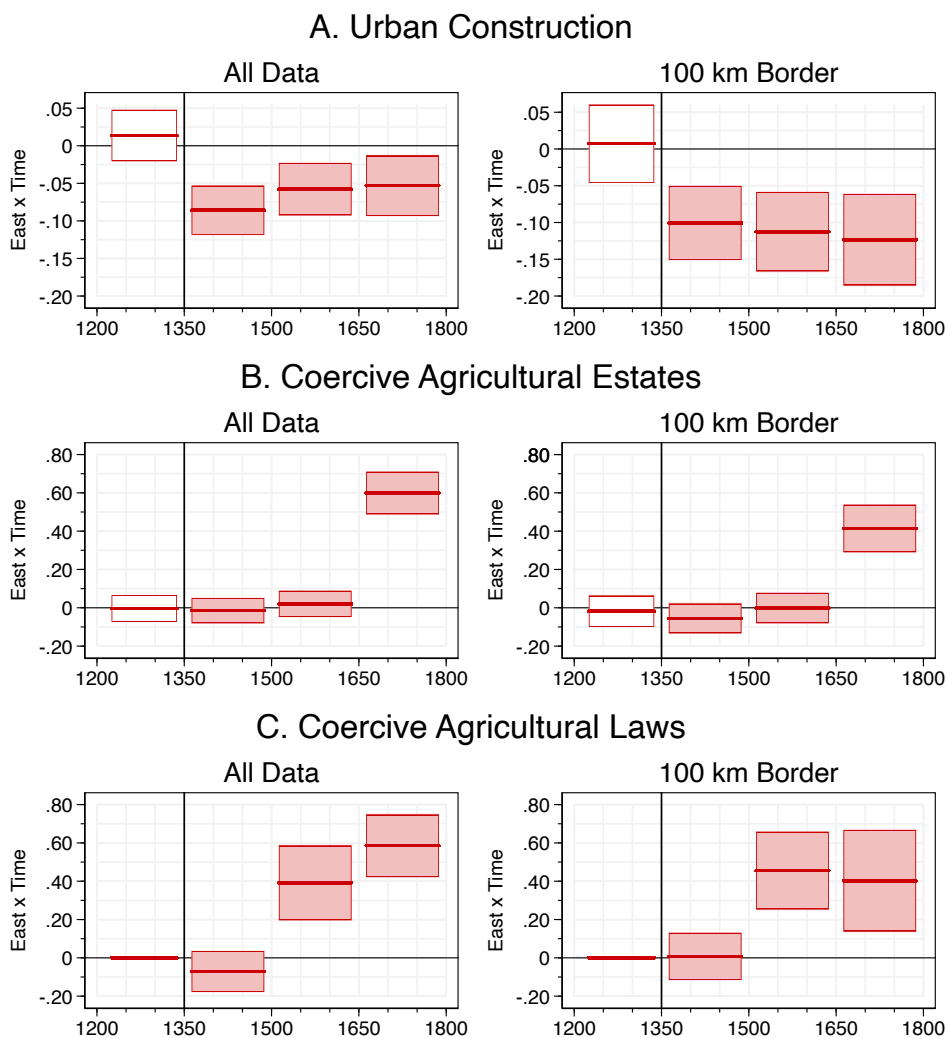 A. Urban Construction
All Data
100 km Border
East x Time
.05
0
-.05
-.10
-.15
-.20
1200 1350 1500 1650 1800
East x Time
.05
0
-.05
-.10
-.15
-.20
1200 1350 1500 1650 1800
B. Coercive Agricultural Estates
All Data
100 km Border
East x Time
.80
.60
.40
.20
0
-.20
1200 1350 1500 1650 1800
East x Time
.80
.60
.40
.20
0
-.20
1200 1350 1500 1650 1800
C. Coercive Agricultural Laws
All Data
100 km Border
East x Time
.80
.60
.40
.20
0
-.20
1200 1350 1500 1650 1800
East x Time
.80
.60
.40
.20
0
-.20
1200 1350 1500 1650 1800